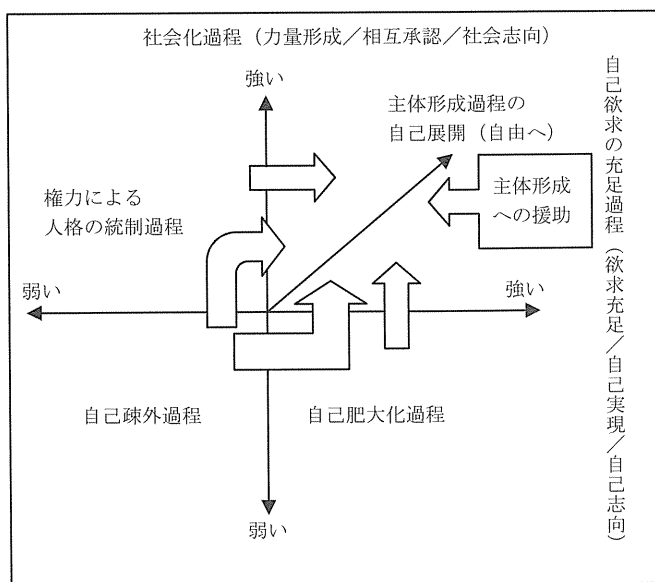 社会化過程（力量形成／相互承認／社会志向）
強い
主体形成過程の
自己展開（自由へ）
自己欲求の充足過程（欲求充足／自己実現／自己志向）
権力による
人格の統制過程
主体形成
への援助
弱い
強い
自己疎外過程
自己肥大化過程
弱い